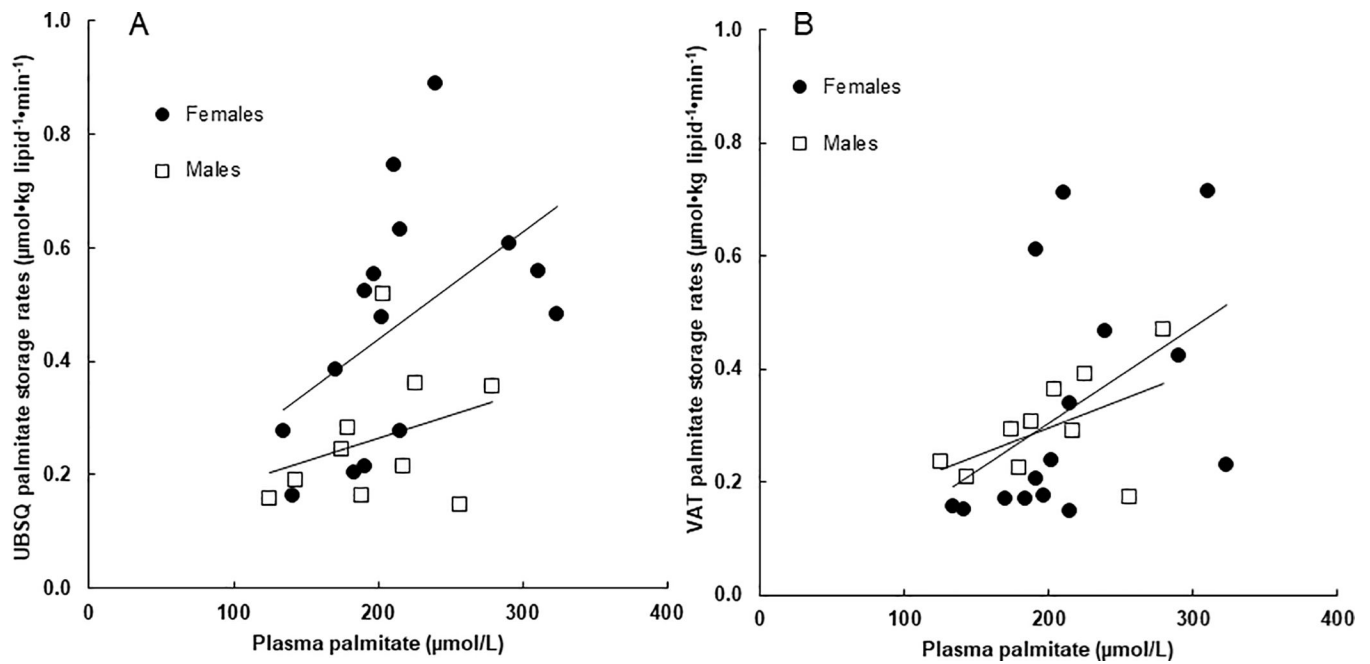 A
UBSQ palmitate storage rates (µmol•kg lipid⁻¹•min⁻¹)
1.0
0.8
0.6
0.4
0.2
0.0
Females
Males
0
100
200
300
400
Plasma palmitate (µmol/L)
B
VAT palmitate storage rates (µmol•kg lipid⁻¹•min⁻¹)
1.0
0.8
0.6
0.4
0.2
0.0
Females
Males
0
100
200
300
400
Plasma palmitate (µmol/L)